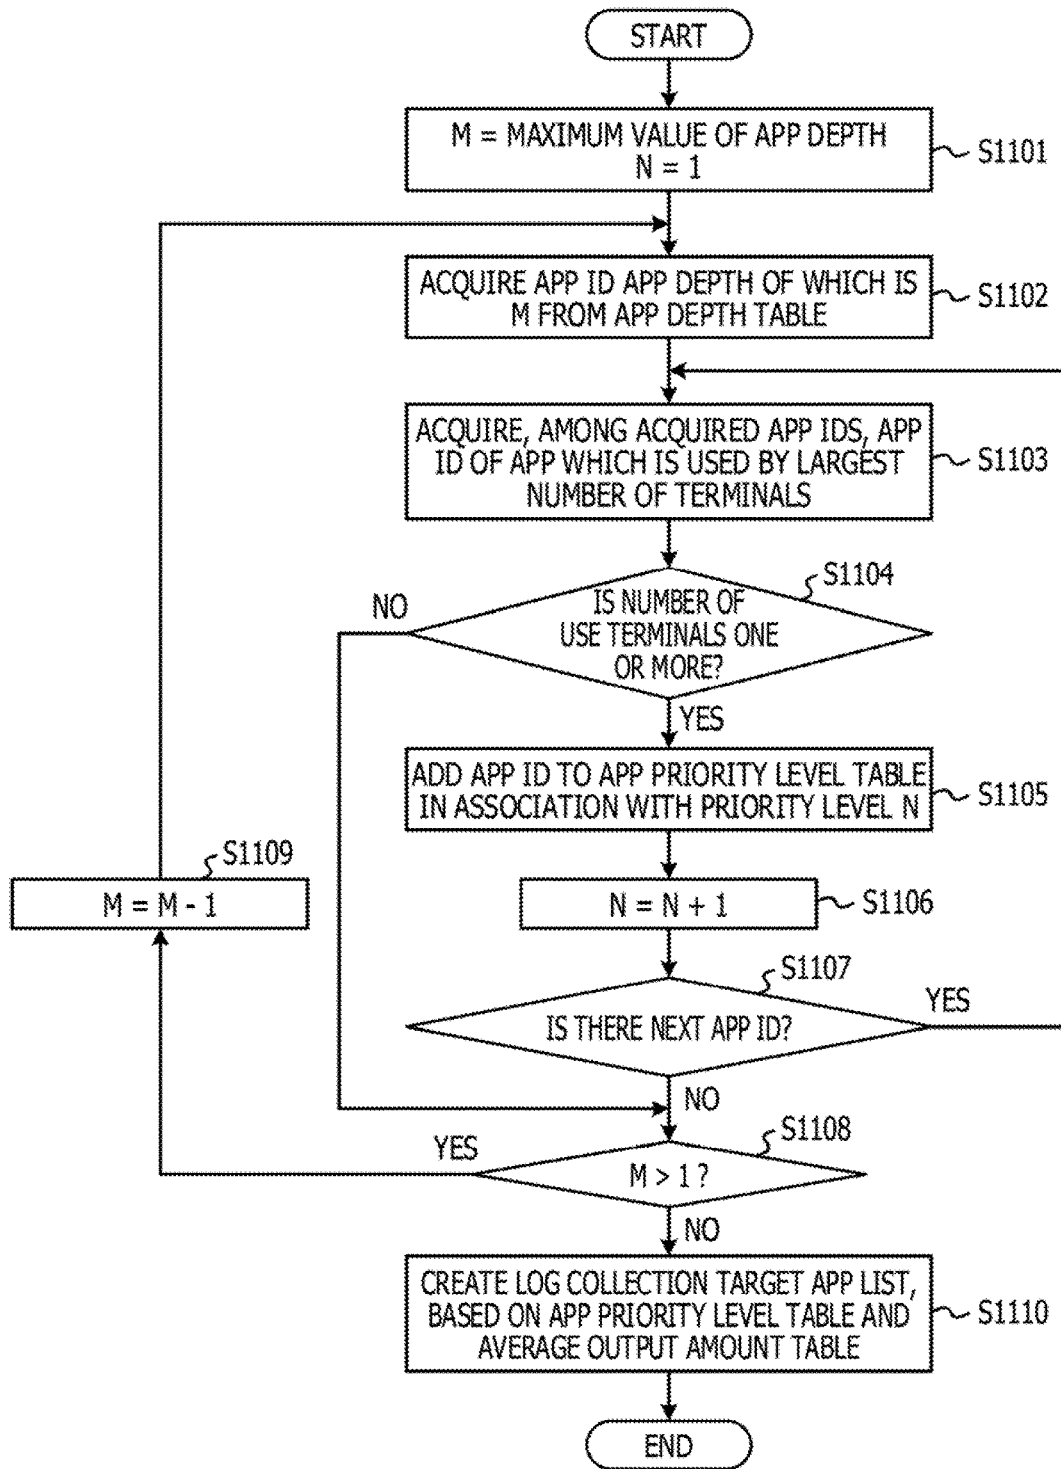 START
M = MAXIMUM VALUE OF APP DEPTH
N = 1
S1101
ACQUIRE APP ID APP DEPTH OF WHICH IS
M FROM APP DEPTH TABLE
S1102
ACQUIRE, AMONG ACQUIRED APP IDS, APP
ID OF APP WHICH IS USED BY LARGEST
NUMBER OF TERMINALS
S1103
S1104
NO
IS NUMBER OF
USE TERMINALS ONE
OR MORE?
YES
ADD APP ID TO APP PRIORITY LEVEL TABLE
IN ASSOCIATION WITH PRIORITY LEVEL N
S1105
S1109
M = M - 1
N = N + 1
S1106
S1107
IS THERE NEXT APP ID?
YES
NO
S1108
YES
M > 1 ?
NO
CREATE LOG COLLECTION TARGET APP LIST,
BASED ON APP PRIORITY LEVEL TABLE AND
AVERAGE OUTPUT AMOUNT TABLE
S1110
END